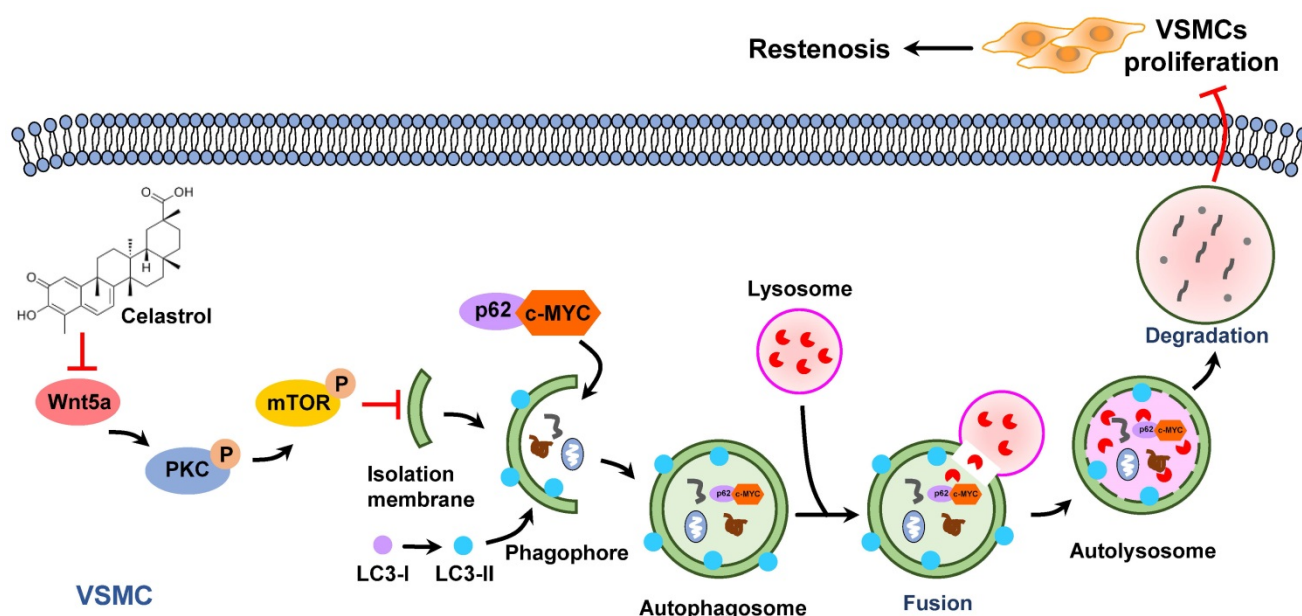 Restenosis
VSMCs
proliferation
O
OH
H
O
HO
Celastrol
Wnt5a
PKC
P
mTOR
P
Isolation
membrane
LC3-I
LC3-II
p62
c-MYC
Phagophore
p62
c-MYC
Autophagosome
Lysosome
p62
c-MYC
Fusion
p62
c-MYC
Autolysosome
Degradation
VSMC